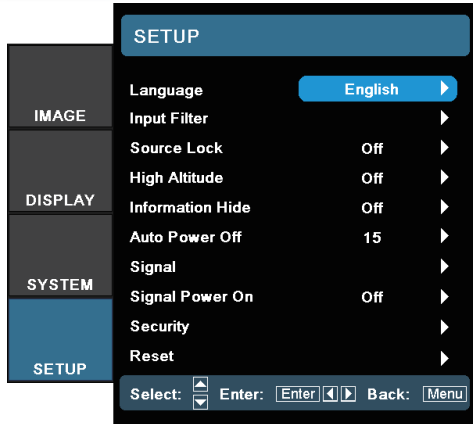 SETUP
Language English
IMAGE
Input Filter
Source Lock Off
High Altitude Off
DISPLAY
Information Hide Off
Auto Power Off 15
Signal
SYSTEM
Signal Power On Off
Security
Reset
SETUP
Select: Enter: Enter Back: Menu